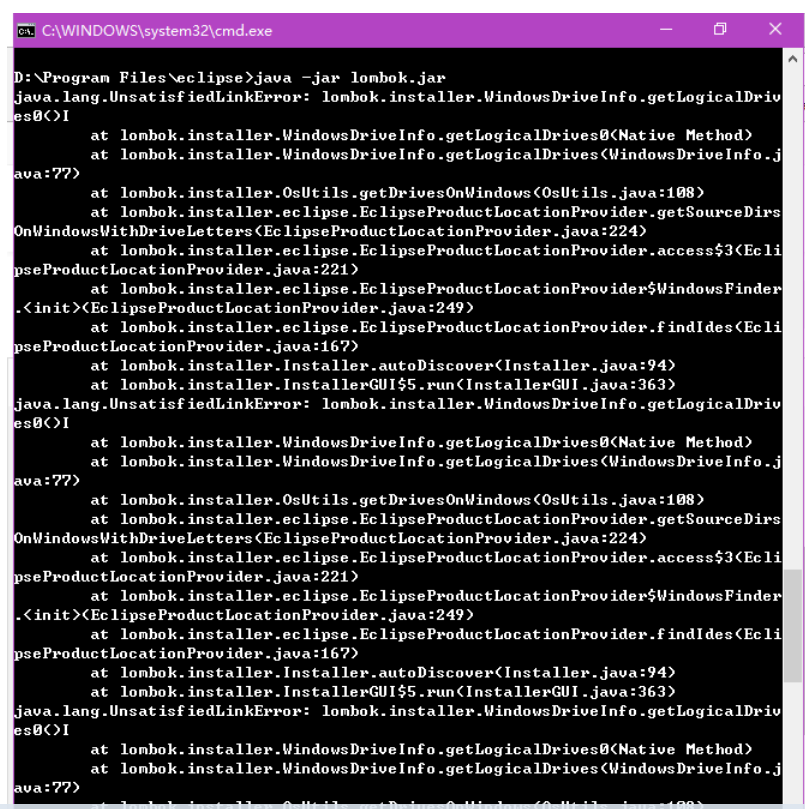 C:\WINDOWS\system32\cmd.exe
D:\Program Files\eclipse>java -jar lombok.jar
java.lang.UnsatisfiedLinkError: lombok.installer.WindowsDriveInfo.getLogicalDriv
es0()I
        at lombok.installer.WindowsDriveInfo.getLogicalDrives0(Native Method)
        at lombok.installer.WindowsDriveInfo.getLogicalDrives(WindowsDriveInfo.j
ava:77)
        at lombok.installer.OsUtils.getDrivesOnWindows(OsUtils.java:108)
        at lombok.installer.eclipse.EclipseProductLocationProvider.getSourceDirs
OnWindowsWithDriveLetters(EclipseProductLocationProvider.java:224)
        at lombok.installer.eclipse.EclipseProductLocationProvider.access$3(Ecli
pseProductLocationProvider.java:221)
        at lombok.installer.eclipse.EclipseProductLocationProvider$WindowsFinder
.<init>(EclipseProductLocationProvider.java:249)
        at lombok.installer.eclipse.EclipseProductLocationProvider.findIdes(Ecli
pseProductLocationProvider.java:167)
        at lombok.installer.Installer.autoDiscover(Installer.java:94)
        at lombok.installer.InstallerGUI$5.run(InstallerGUI.java:363)
java.lang.UnsatisfiedLinkError: lombok.installer.WindowsDriveInfo.getLogicalDriv
es0()I
        at lombok.installer.WindowsDriveInfo.getLogicalDrives0(Native Method)
        at lombok.installer.WindowsDriveInfo.getLogicalDrives(WindowsDriveInfo.j
ava:77)
        at lombok.installer.OsUtils.getDrivesOnWindows(OsUtils.java:108)
        at lombok.installer.eclipse.EclipseProductLocationProvider.getSourceDirs
OnWindowsWithDriveLetters(EclipseProductLocationProvider.java:224)
        at lombok.installer.eclipse.EclipseProductLocationProvider.access$3(Ecli
pseProductLocationProvider.java:221)
        at lombok.installer.eclipse.EclipseProductLocationProvider$WindowsFinder
.<init>(EclipseProductLocationProvider.java:249)
        at lombok.installer.eclipse.EclipseProductLocationProvider.findIdes(Ecli
pseProductLocationProvider.java:167)
        at lombok.installer.Installer.autoDiscover(Installer.java:94)
        at lombok.installer.InstallerGUI$5.run(InstallerGUI.java:363)
java.lang.UnsatisfiedLinkError: lombok.installer.WindowsDriveInfo.getLogicalDriv
es0()I
        at lombok.installer.WindowsDriveInfo.getLogicalDrives0(Native Method)
        at lombok.installer.WindowsDriveInfo.getLogicalDrives(WindowsDriveInfo.j
ava:77)